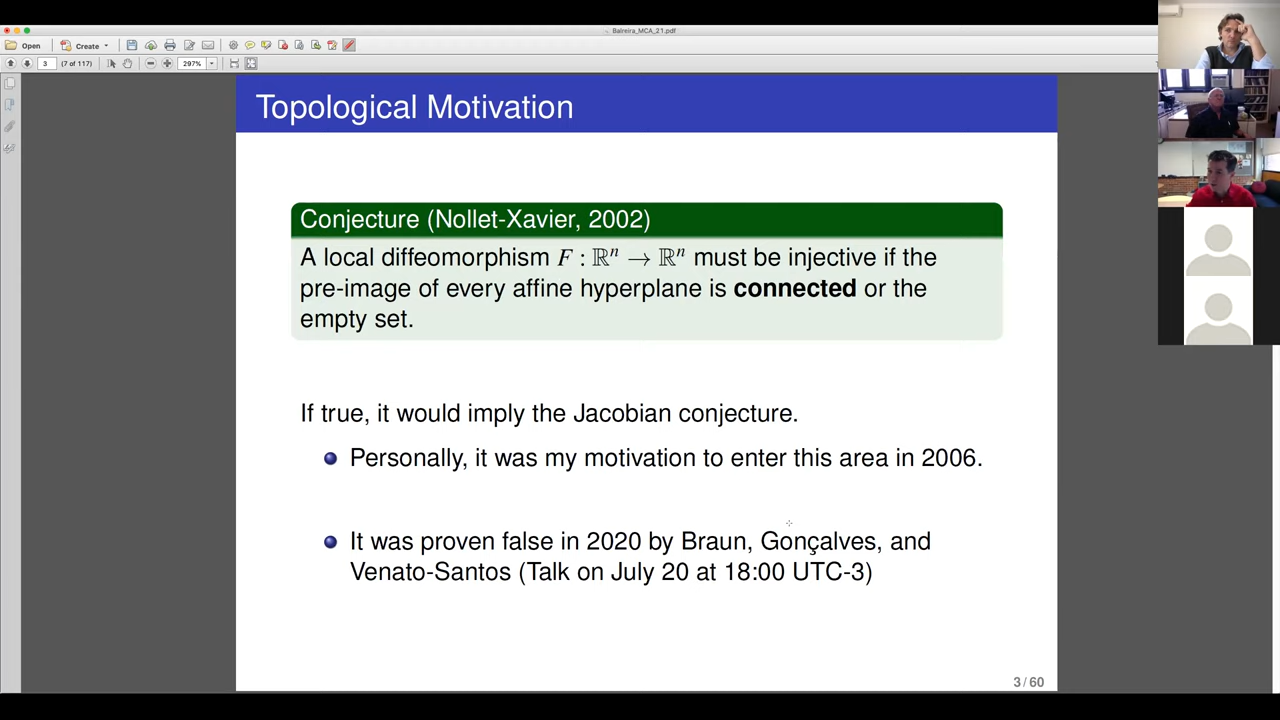 Balreira_MCA_21.pdf
Open
Create
3
(7 of 117)
297%
Topological Motivation
Conjecture (Nollet-Xavier, 2002)
A local diffeomorphism F : ℝⁿ → ℝⁿ must be injective if the
pre-image of every affine hyperplane is connected or the
empty set.
If true, it would imply the Jacobian conjecture.
Personally, it was my motivation to enter this area in 2006.
It was proven false in 2020 by Braun, Gonçalves, and
Venato-Santos (Talk on July 20 at 18:00 UTC-3)
3 / 60